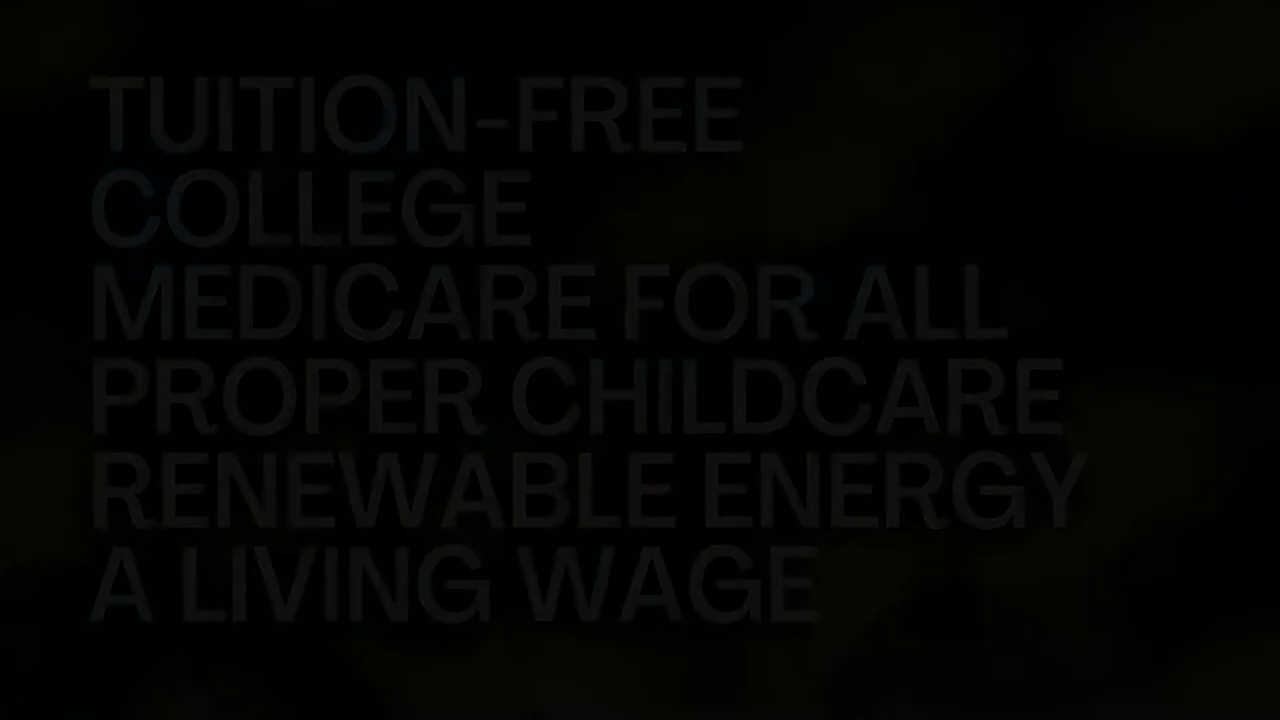 TUITION-FREE
COLLEGE
MEDICARE FOR ALL
PROPER CHILDCARE
RENEWABLE ENERGY
A LIVING WAGE